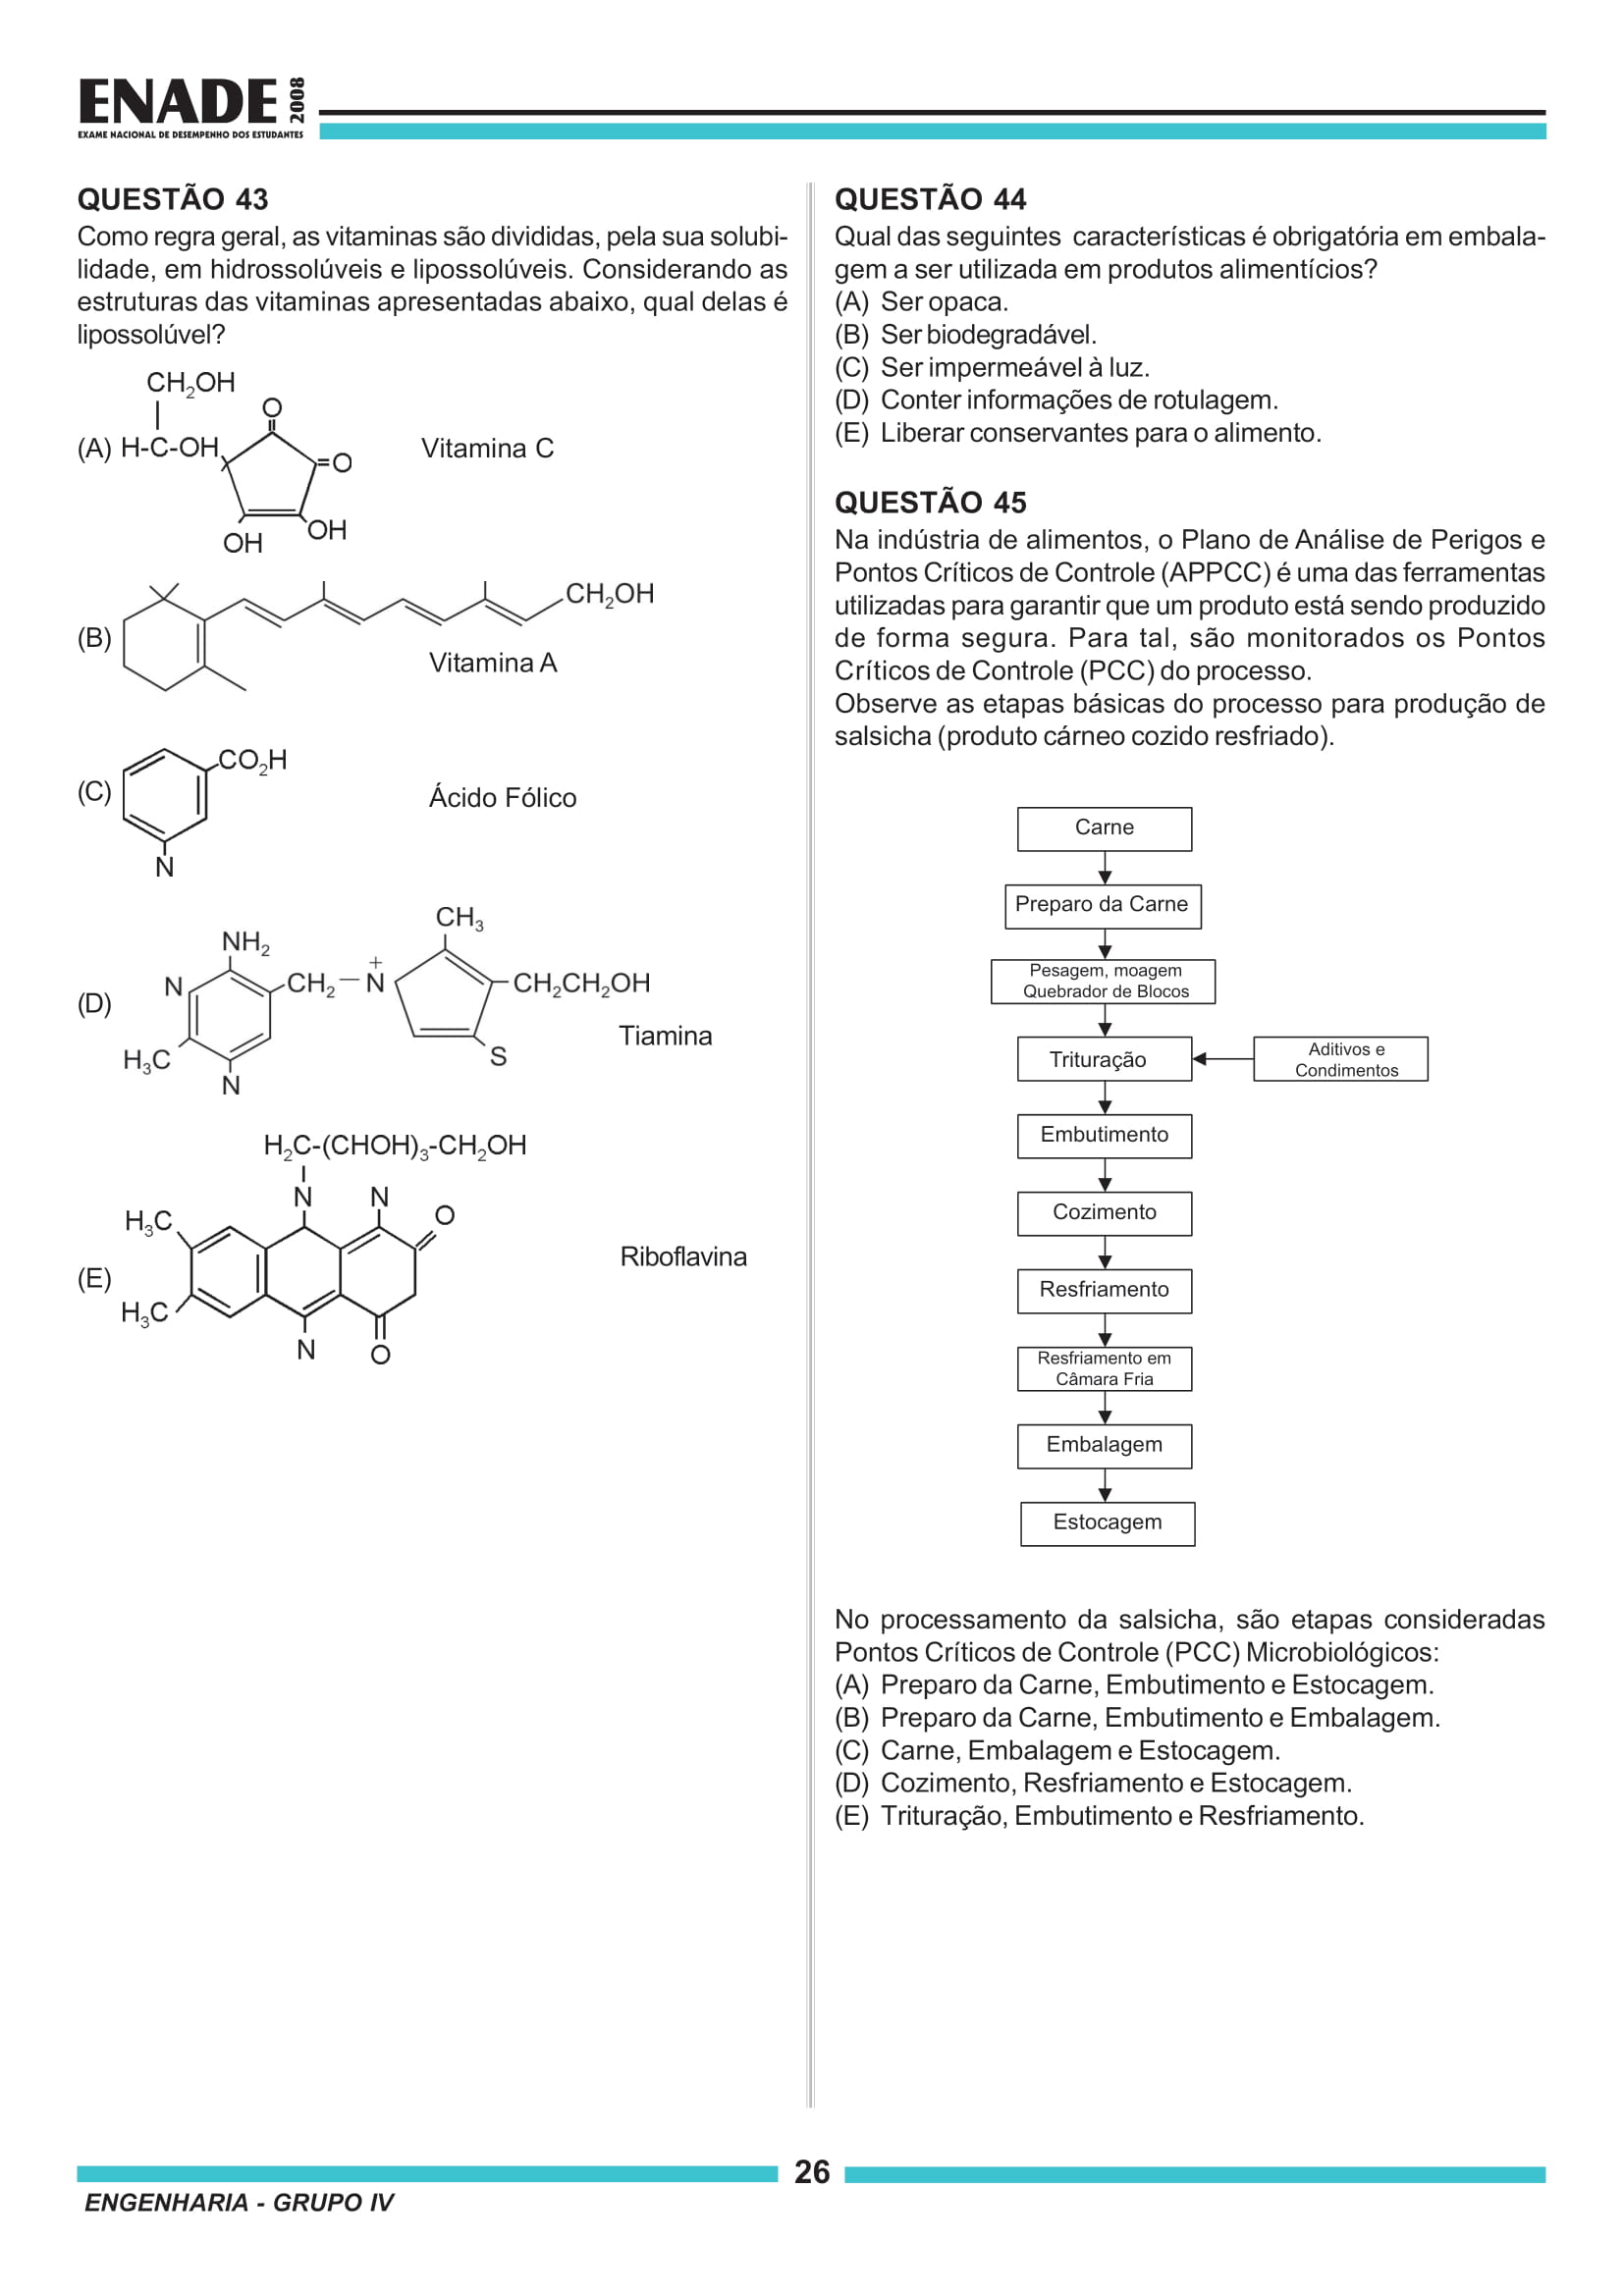 ENADE 2008
EXAME NACIONAL DE DESEMPENHO DOS ESTUDANTES
QUESTÃO 43
Como regra geral, as vitaminas são divididas, pela sua solubi-
lidade, em hidrossolúveis e lipossolúveis. Considerando as
estruturas das vitaminas apresentadas abaixo, qual delas é
lipossolúvel?
CH2OH
O
(A) H-C-OH
=O
Vitamina C
OH
OH
CH2OH
(B)
Vitamina A
CO2H
(C)
Ácido Fólico
N
CH3
NH2
N
CH2
+
N
CH2CH2OH
(D)
Tiamina
H3C
S
N
H2C-(CHOH)3-CH2OH
N
N
H3C
O
Riboflavina
(E)
H3C
N
O
QUESTÃO 44
Qual das seguintes características é obrigatória em embala-
gem a ser utilizada em produtos alimentícios?
(A) Ser opaca.
(B) Ser biodegradável.
(C) Ser impermeável à luz.
(D) Conter informações de rotulagem.
(E) Liberar conservantes para o alimento.
QUESTÃO 45
Na indústria de alimentos, o Plano de Análise de Perigos e
Pontos Críticos de Controle (APPCC) é uma das ferramentas
utilizadas para garantir que um produto está sendo produzido
de forma segura. Para tal, são monitorados os Pontos
Críticos de Controle (PCC) do processo.
Observe as etapas básicas do processo para produção de
salsicha (produto cárneo cozido resfriado).
Carne
Preparo da Carne
Pesagem, moagem
Quebrador de Blocos
Trituração
Aditivos e
Condimentos
Embutimento
Cozimento
Resfriamento
Resfriamento em
Câmara Fria
Embalagem
Estocagem
No processamento da salsicha, são etapas consideradas
Pontos Críticos de Controle (PCC) Microbiológicos:
(A) Preparo da Carne, Embutimento e Estocagem.
(B) Preparo da Carne, Embutimento e Embalagem.
(C) Carne, Embalagem e Estocagem.
(D) Cozimento, Resfriamento e Estocagem.
(E) Trituração, Embutimento e Resfriamento.
26
ENGENHARIA - GRUPO IV